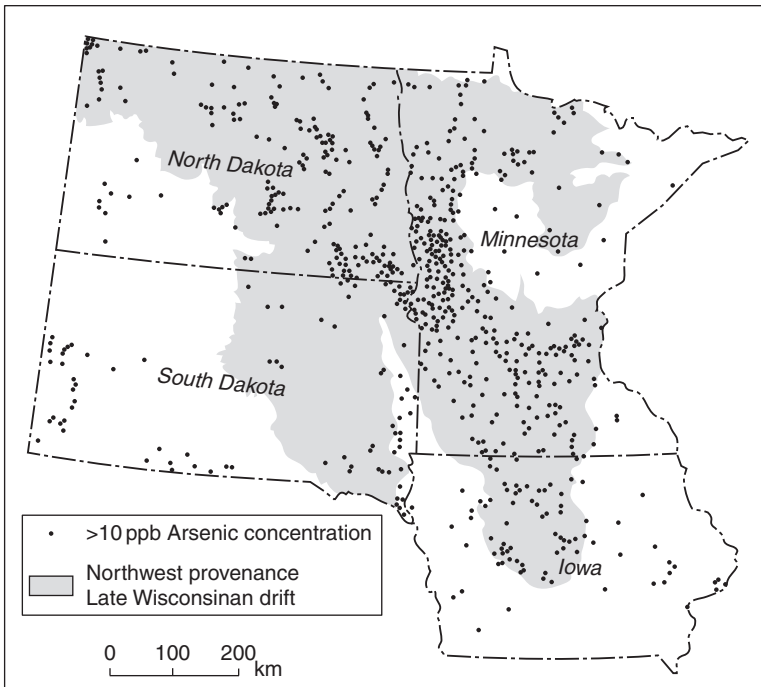 North Dakota
Minnesota
South Dakota
Iowa
>10 ppb Arsenic concentration
Northwest provenance
Late Wisconsinan drift
0 100 200
km